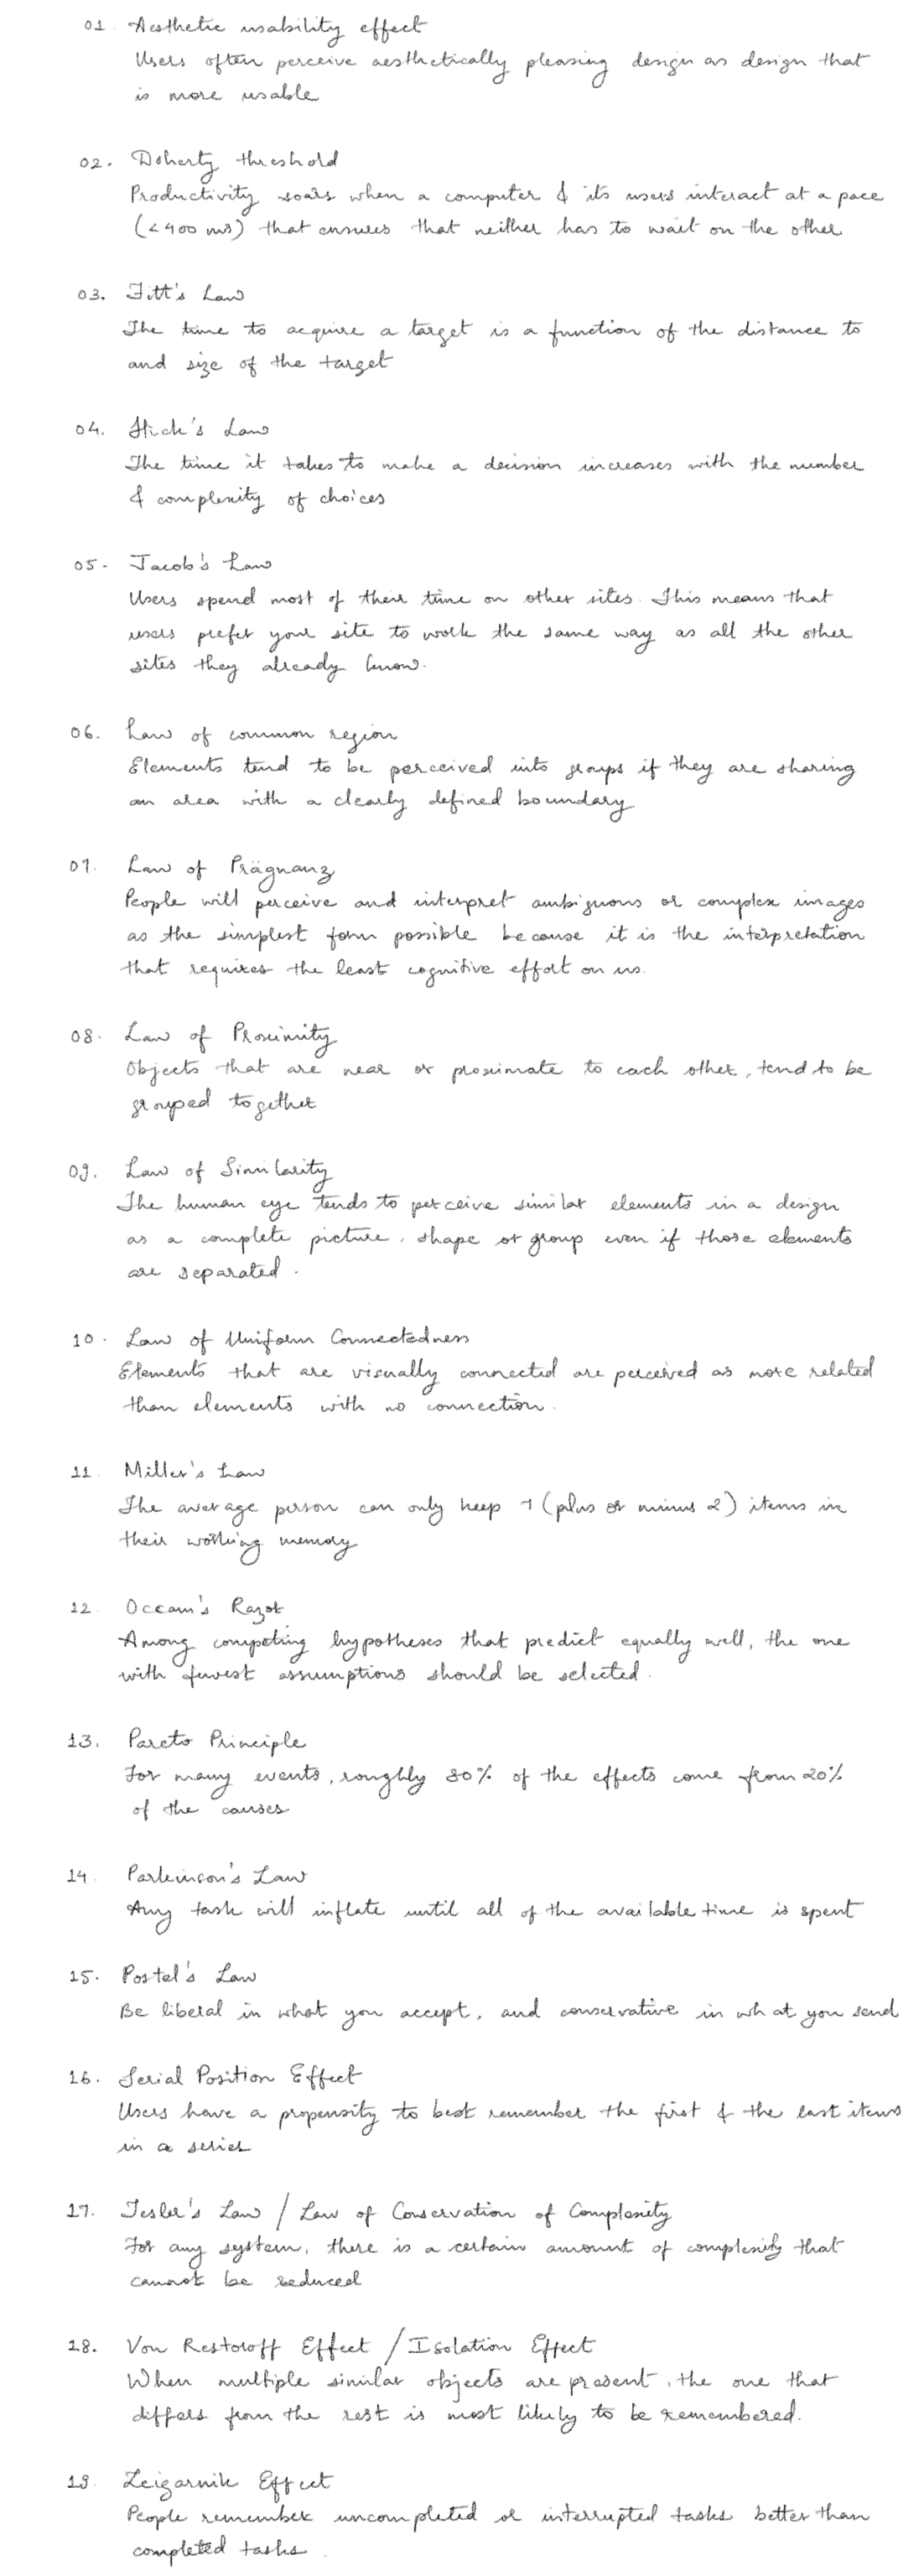 01. Aesthetic usability effect
Users often perceive aesthetically pleasing design as design that
is more usable
02. Doherty threshold
Productivity soars when a computer & its users interact at a pace
(<400 ms) that ensures that neither has to wait on the other.
03. Fitt's Law
The time to acquire a target is a function of the distance to
and size of the target
04. Hick's Law
The time it takes to make a decision increases with the number
& complexity of choices
05. Jacob's Law
Users spend most of their time on other sites. This means that
users prefer your site to work the same way as all the other
sites they already know.
06. Law of common region
Elements tend to be perceived into groups if they are sharing
an area with a clearly defined boundary
07. Law of Prägnanz
People will perceive and interpret ambiguous or complex images
as the simplest form possible because it is the interpretation
that requires the least cognitive effort on us.
08. Law of Proximity
Objects that are near or proximate to each other, tend to be
grouped together
09. Law of Similarity
The human eye tends to perceive similar elements in a design
as a complete picture, shape or group even if those elements
are separated.
10. Law of Uniform Connectedness
Elements that are visually connected are perceived as more related
than elements with no connection.
11. Miller's Law
The average person can only keep 7 (plus or minus 2) items in
their working memory
12. Occam's Razor
Among competing hypotheses that predict equally well, the one
with fewest assumptions should be selected.
13. Pareto Principle
For many events, roughly 80% of the effects come from 20%
of the causes
14. Parkinson's Law
Any task will inflate until all of the available time is spent
15. Postel's Law
Be liberal in what you accept, and conservative in what you send
16. Serial Position Effect
Users have a propensity to best remember the first & the last items
in a series
17. Tesler's Law / Law of Conservation of Complexity
For any system, there is a certain amount of complexity that
cannot be reduced
18. Von Restoroff Effect / Isolation Effect
When multiple similar objects are present, the one that
differs from the rest is most likely to be remembered.
19. Zeigarnik Effect
People remember uncompleted or interrupted tasks better than
completed tasks.